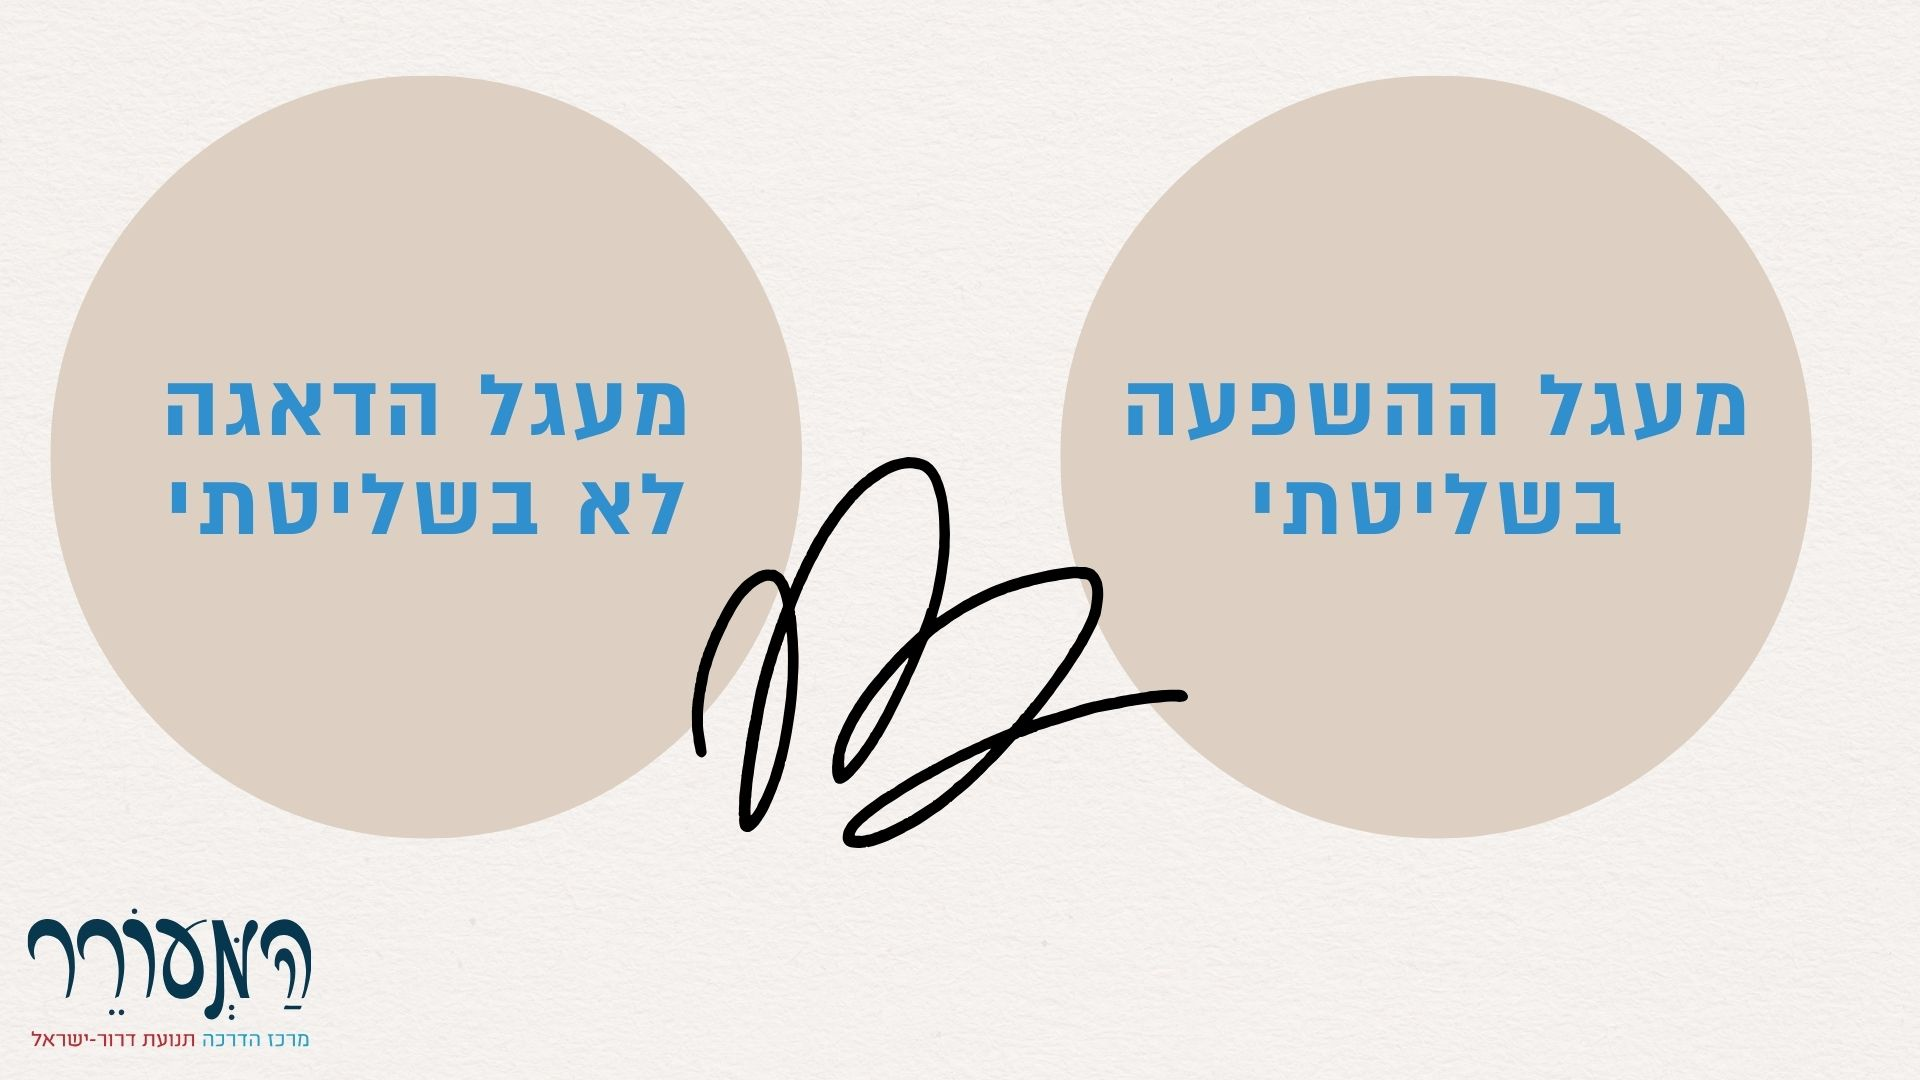 מעגל ההשפעה
בשליטתי
מעגל הדאגה
לא בשליטתי
הַמְּעוֹרֵר
מרכז הדרכה תנועת דרור-ישראל